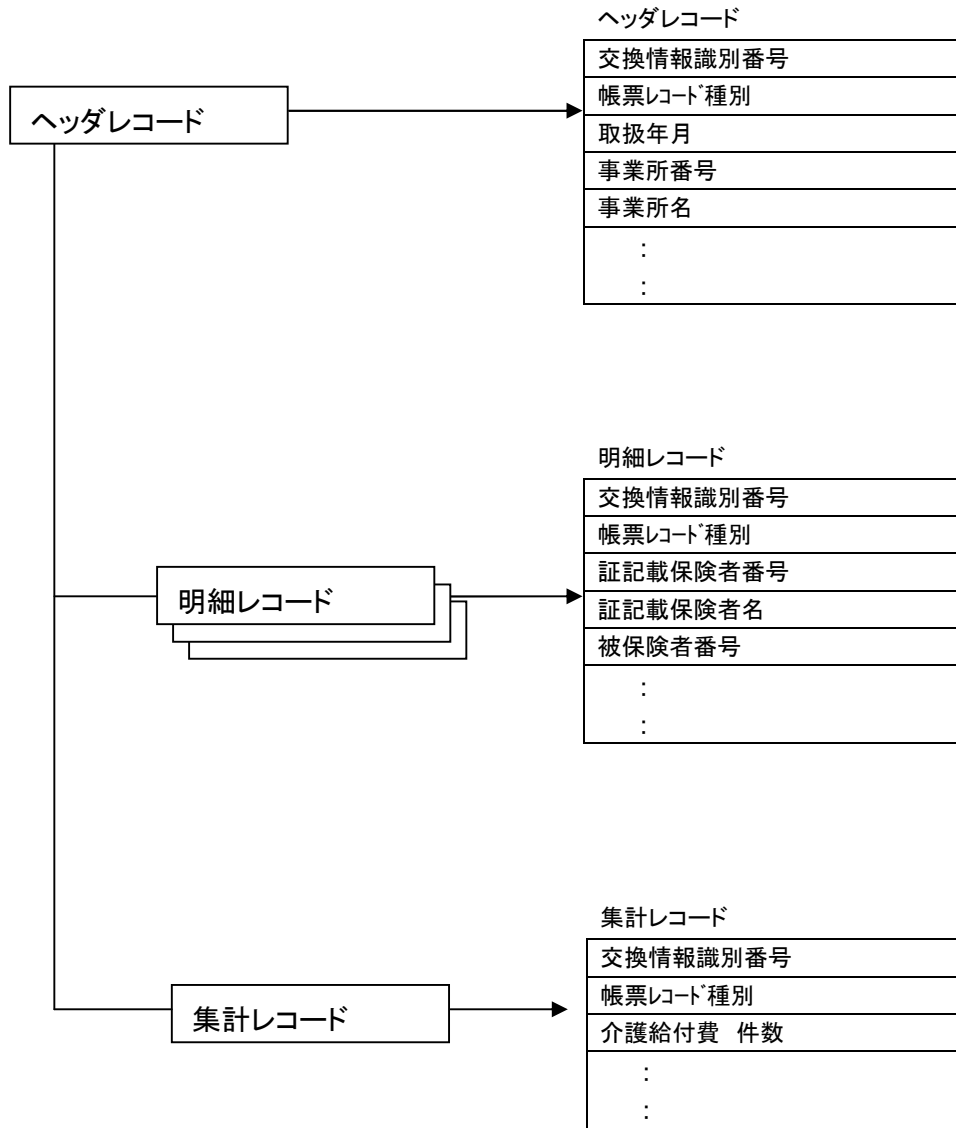 ヘッダレコード
ヘッダレコード
交換情報識別番号
帳票ﾚｺｰﾄﾞ種別
取扱年月
事業所番号
事業所名
:
:
明細レコード
明細レコード
交換情報識別番号
帳票ﾚｺｰﾄﾞ種別
証記載保険者番号
証記載保険者名
被保険者番号
:
:
集計レコード
集計レコード
交換情報識別番号
帳票ﾚｺｰﾄﾞ種別
介護給付費　件数
:
: